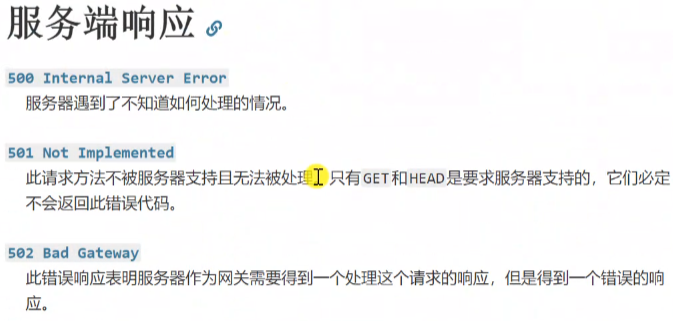 服务端响应
500 Internal Server Error
服务器遇到了不知道如何处理的情况。
501 Not Implemented
此请求方法不被服务器支持且无法被处理 只有GET和HEAD是要求服务器支持的，它们必定
不会返回此错误代码。
502 Bad Gateway
此错误响应表明服务器作为网关需要得到一个处理这个请求的响应，但是得到一个错误的响
应。